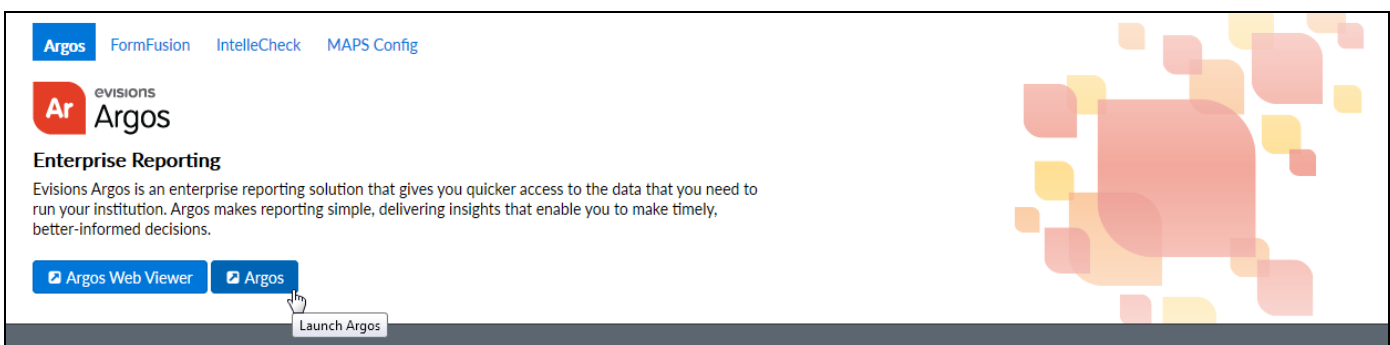 Argos FormFusion IntelleCheck MAPS Config
Ar evisions
Argos
Enterprise Reporting
Evisions Argos is an enterprise reporting solution that gives you quicker access to the data that you need to
run your institution. Argos makes reporting simple, delivering insights that enable you to make timely,
better-informed decisions.
Argos Web Viewer Argos
Launch Argos